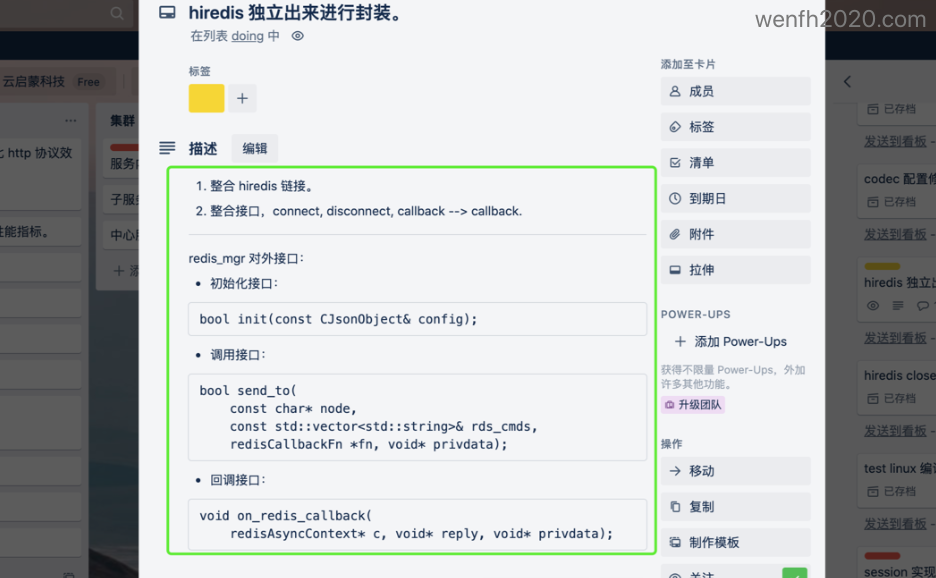 wenfh2020.com
hiredis 独立出来进行封装。
在列表 doing 中
云启蒙科技 Free
集群
标签
+
http 协议效
描述
编辑
服务
子服
性能指标。
中心
+
1. 整合 hiredis 链接。
2. 整合接口，connect, disconnect, callback --> callback.
redis_mgr 对外接口：
• 初始化接口：
bool init(const CJsonObject& config);
• 调用接口：
bool send_to(
const char* node,
const std::vector<std::string>& rds_cmds,
redisCallbackFn *fn, void* privdata);
• 回调接口：
void on_redis_callback(
redisAsyncContext* c, void* reply, void* privdata);
添加至卡片
成员
标签
清单
到期日
附件
拉伸
POWER-UPS
+ 添加 Power-Ups
获得不限量 Power-Ups，外加
许多其他功能。
升级团队
操作
→ 移动
复制
制作模板
关注
已存档
发送到看板 -
codec 配置
已存档
发送到看板 -
hiredis 独立
发送到看板 -
hiredis close
已存档
发送到看板 -
test linux 编
已存档
发送到看板 -
session 实现